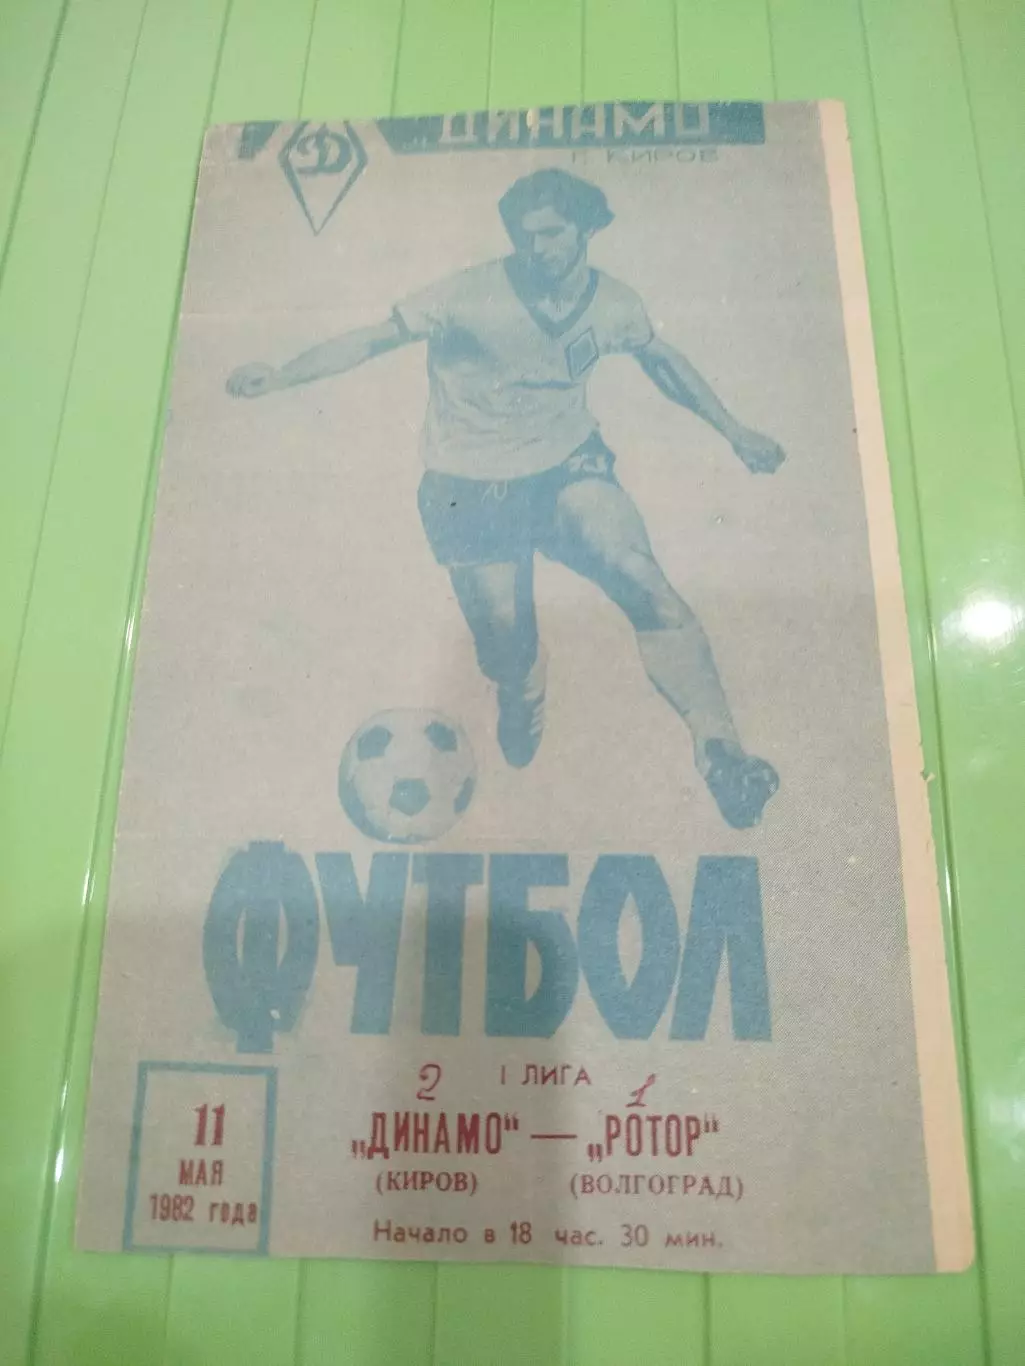 „ДИНАМО"
Г. КИРОВ
Д
ФУТБОЛ
2 I ЛИГА 1
„ДИНАМО" — „РОТОР"
(КИРОВ) (ВОЛГОГРАД)
Начало в 18 час. 30 мин.
11
МАЯ
1982 года